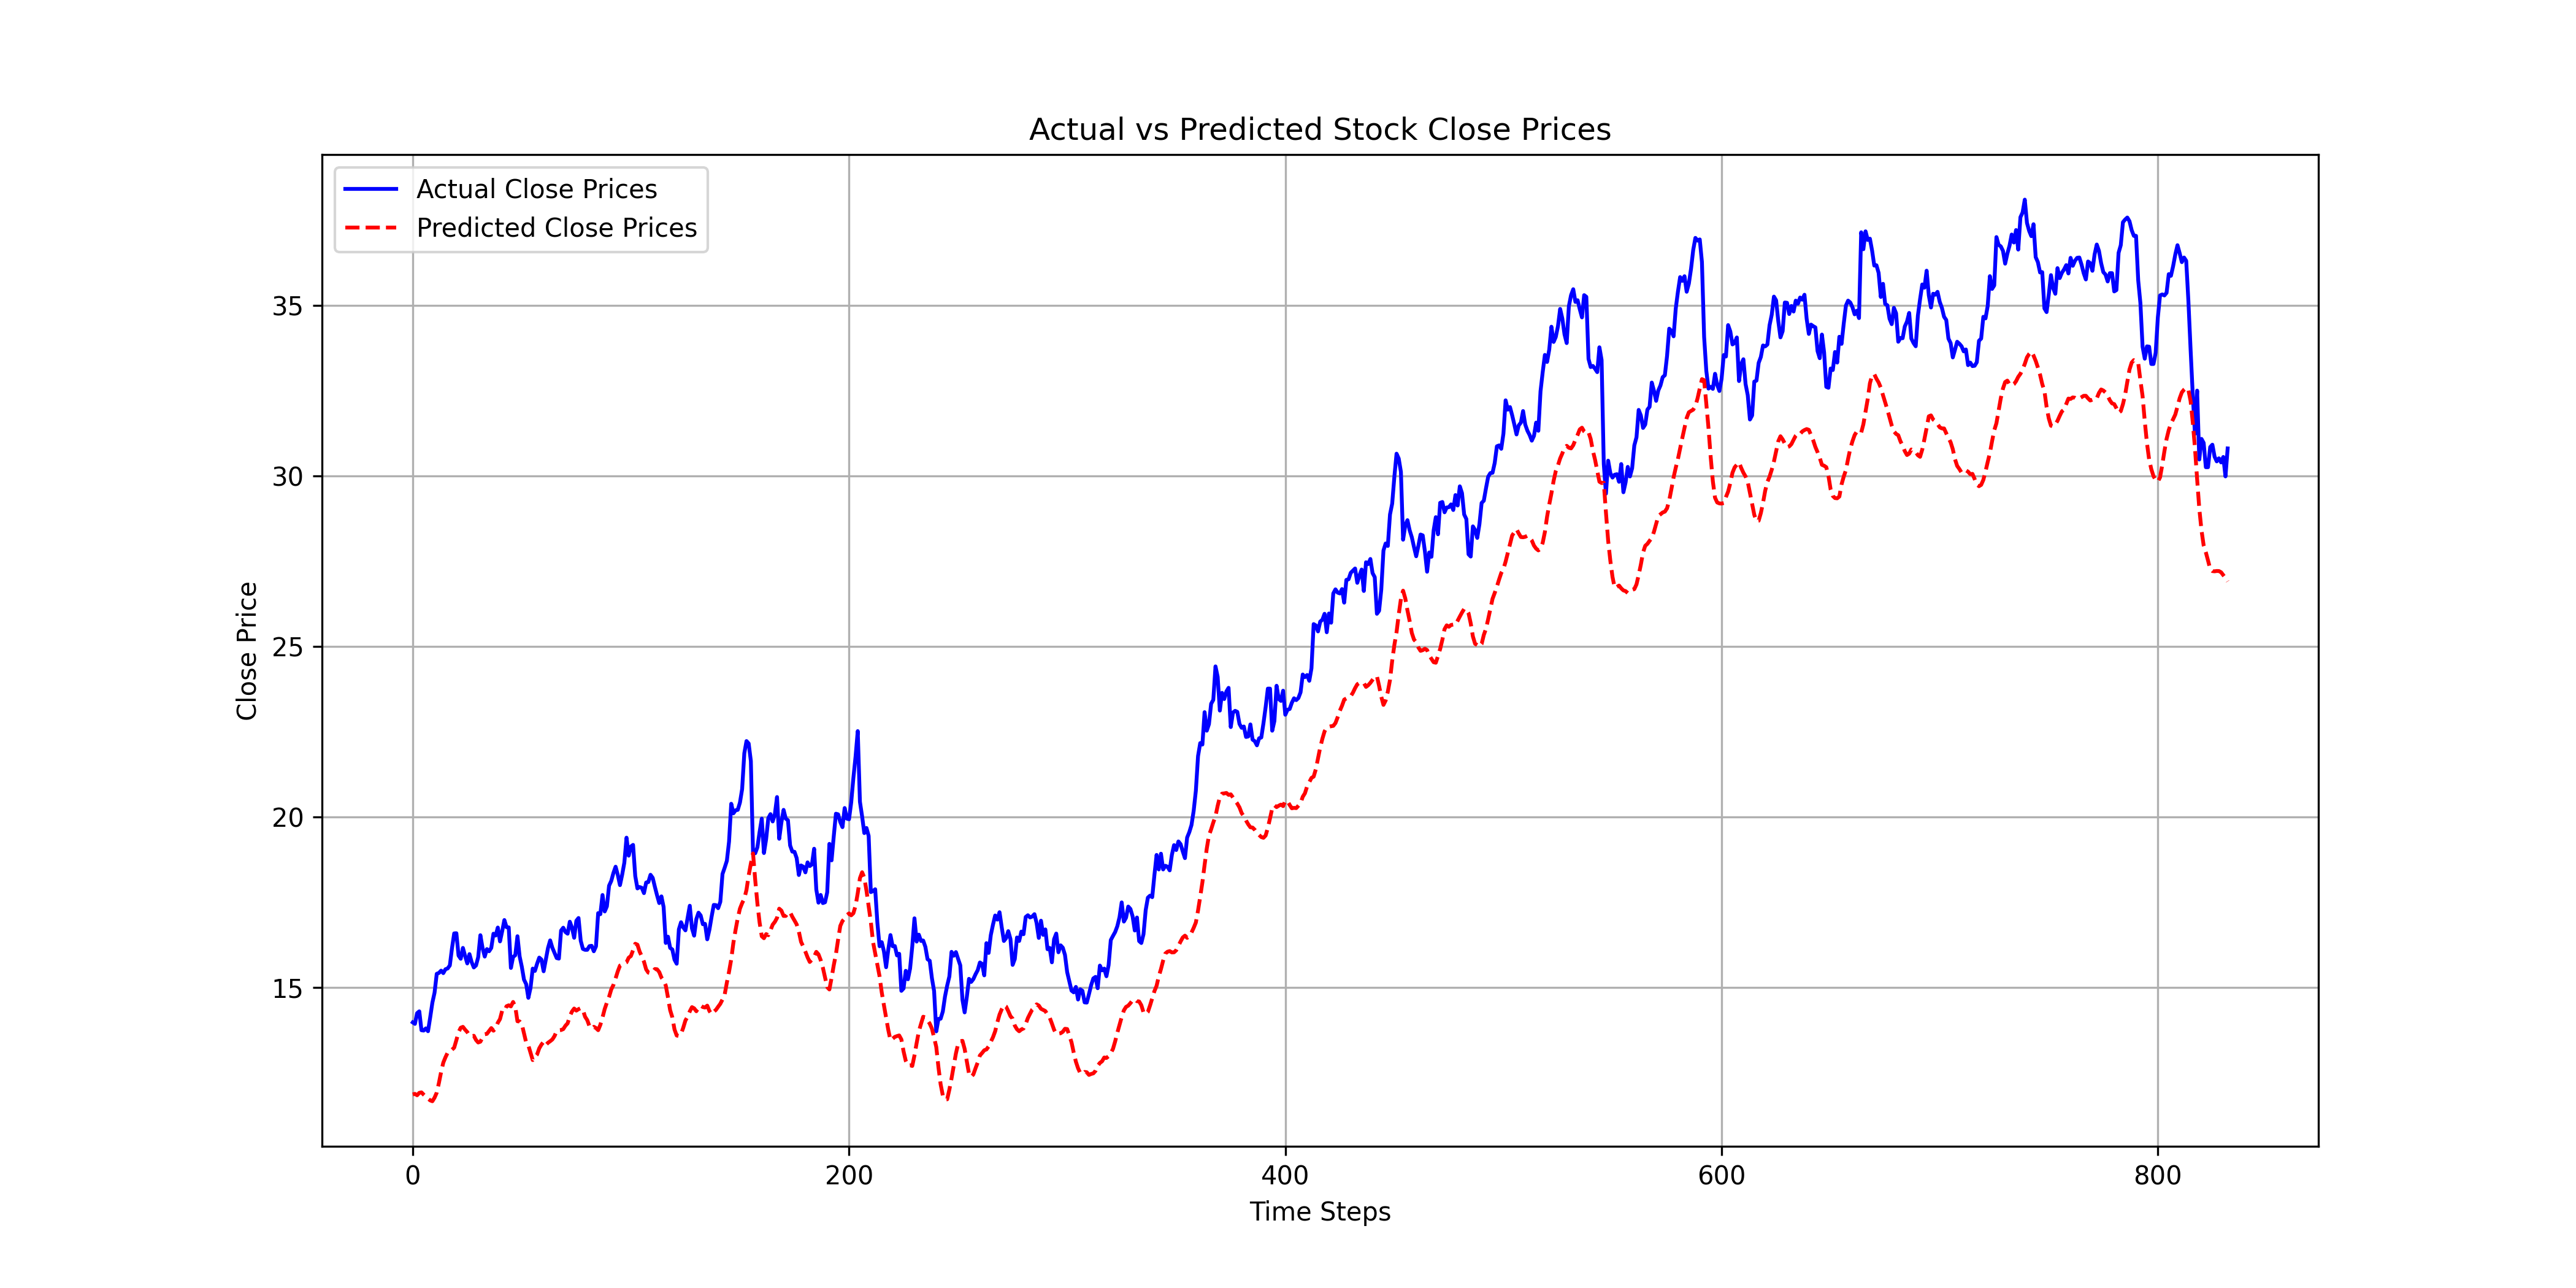 Actual vs Predicted Stock Close Prices
Actual Close Prices
Predicted Close Prices
Close Price
35
30
25
20
15
0 200 400 600 800
Time Steps